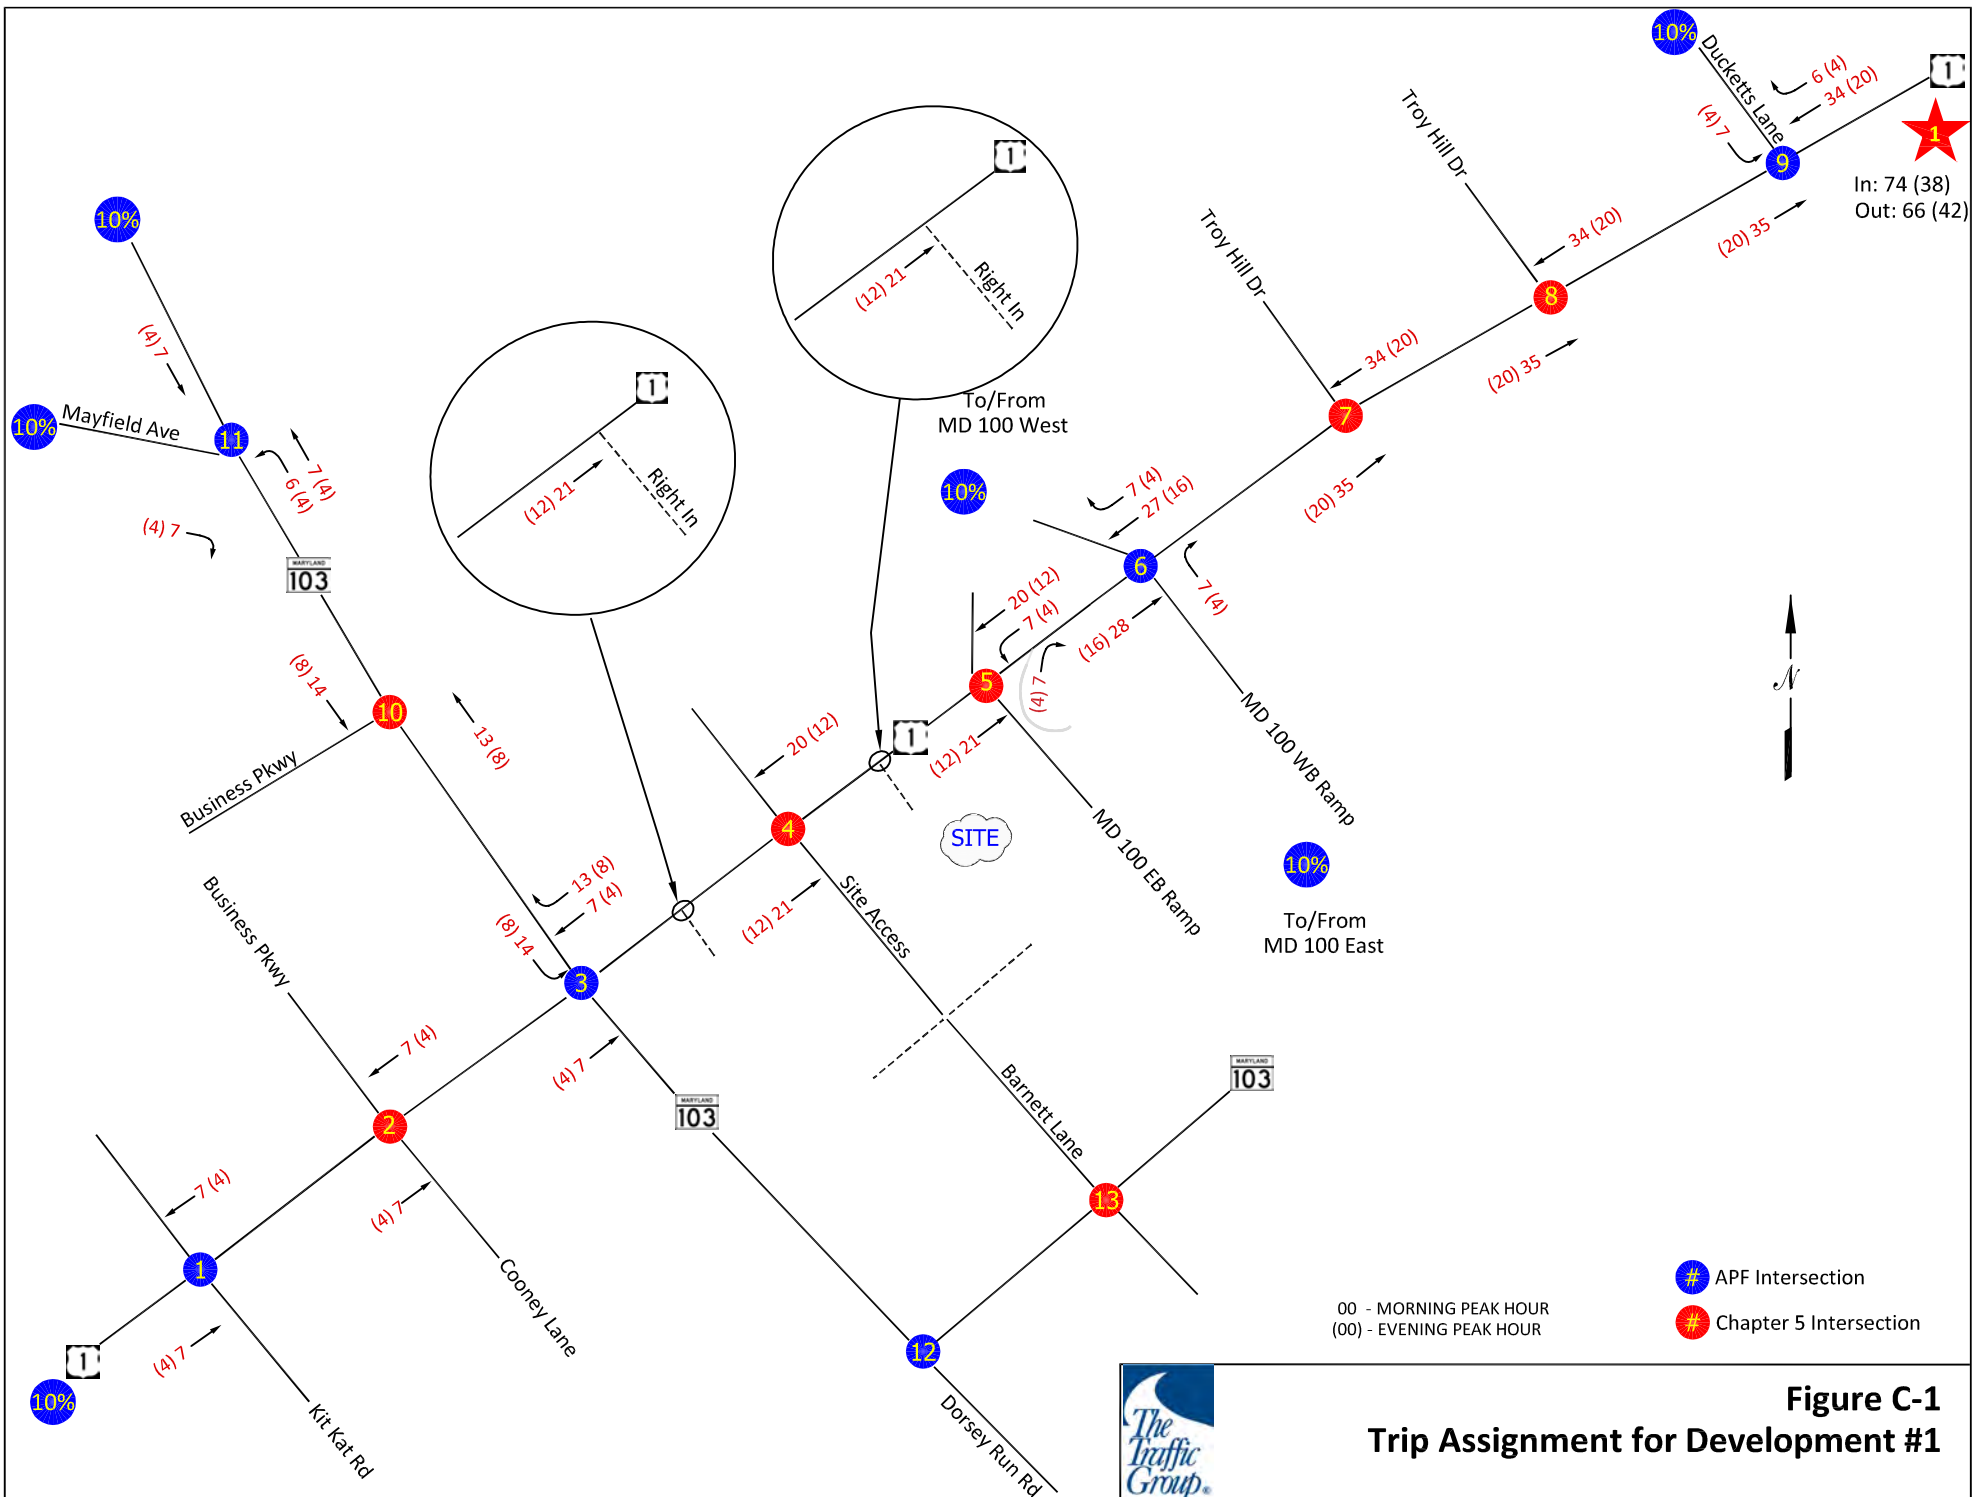 10%
Ducketts Lane
6 (4)
34 (20)
1
(4) 7
9
1
In: 74 (38)
Out: 66 (42)
Troy Hill Dr
34 (20)
(20) 35
8
Troy Hill Dr
34 (20)
(20) 35
7
1
(12) 21
Right In
To/From
MD 100 West
10%
1
(12) 21
Right In
10%
(4) 7
10%
Mayfield Ave
11
7 (4)
6 (4)
(4) 7
MARYLAND
103
7 (4)
27 (16)
(20) 35
6
7 (4)
20 (12)
7 (4)
(16) 28
(4) 7
5
MD 100 WB Ramp
N
(8) 14
10
13 (8)
Business Pkwy
20 (12)
1
(12) 21
4
SITE
MD 100 EB Ramp
10%
To/From
MD 100 East
13 (8)
7 (4)
(8) 14
(12) 21
Site Access
Business Pkwy
3
7 (4)
(4) 7
MARYLAND
103
Barnett Lane
MARYLAND
103
2
7 (4)
(4) 7
13
1
Cooney Lane
(4) 7
1
10%
Kit Kat Rd
12
Dorsey Run Rd
# APF Intersection
00 - MORNING PEAK HOUR
(00) - EVENING PEAK HOUR
# Chapter 5 Intersection
The
Traffic
Group®
Figure C-1
Trip Assignment for Development #1